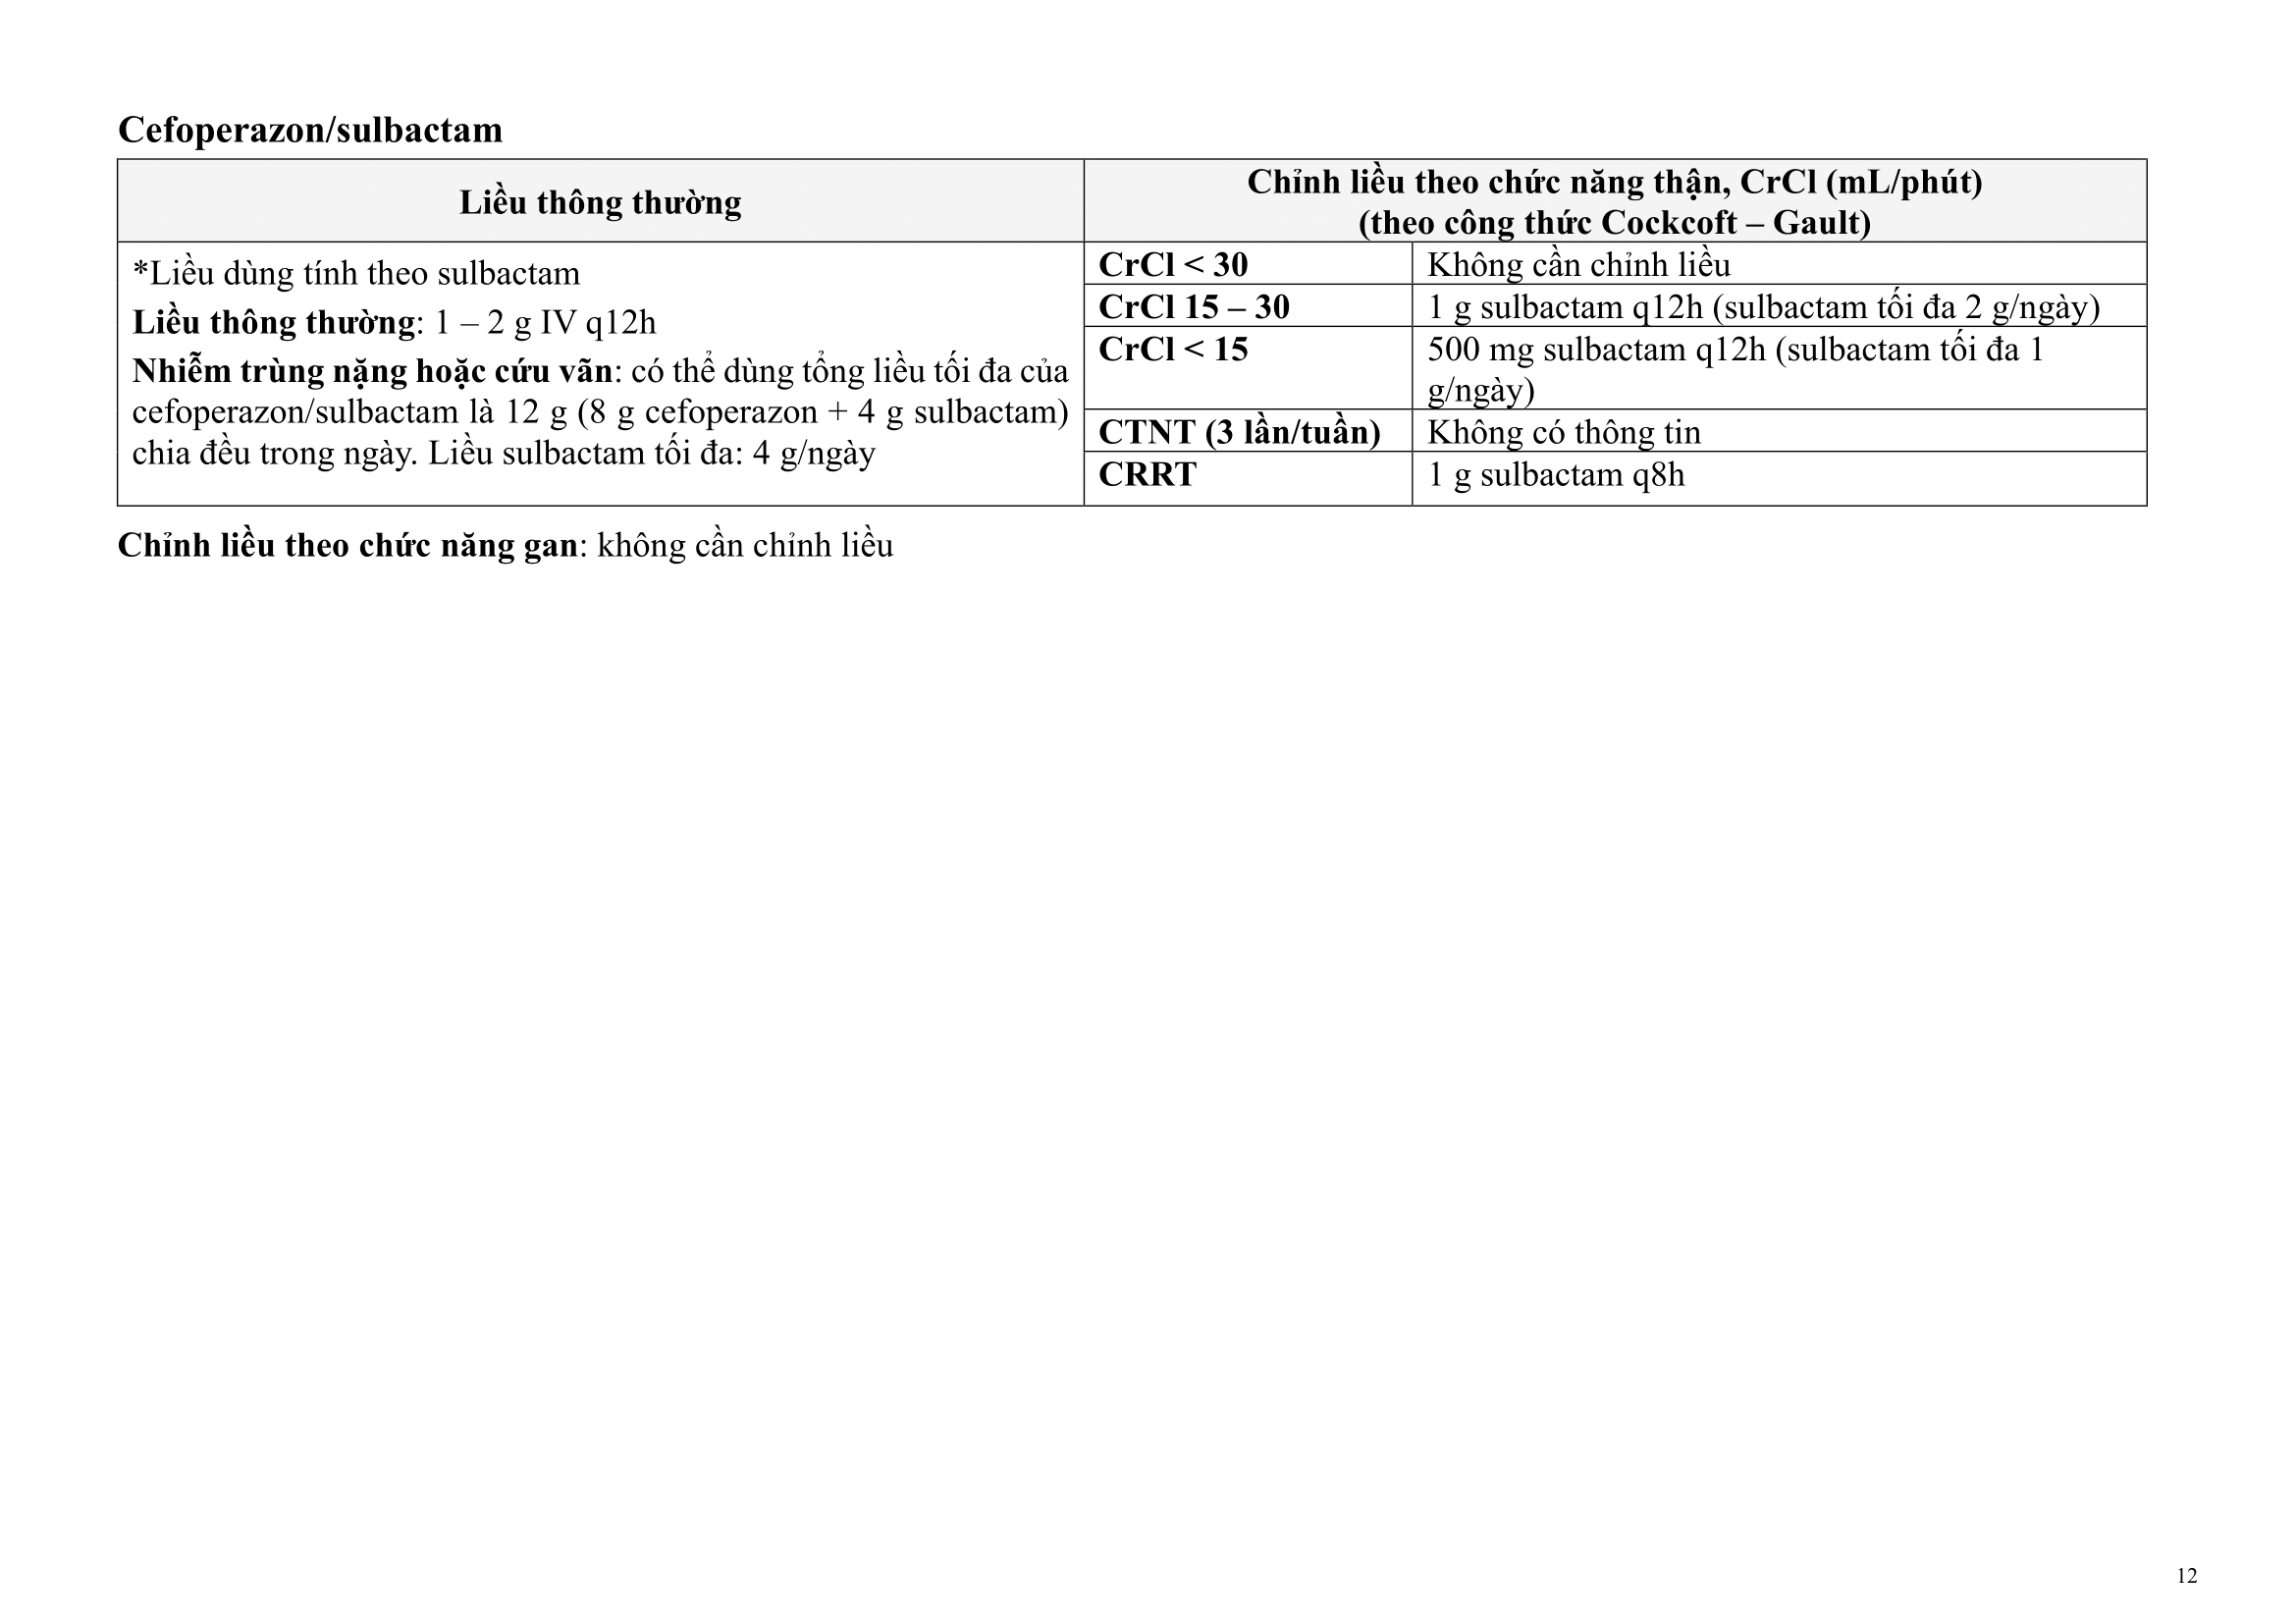 Cefoperazon/sulbactam
Liều thông thường
Chỉnh liều theo chức năng thận, CrCl (mL/phút)
(theo công thức Cockcoft – Gault)
*Liều dùng tính theo sulbactam
Liều thông thường: 1 – 2 g IV q12h
Nhiễm trùng nặng hoặc cứu vãn: có thể dùng tổng liều tối đa của
cefoperazon/sulbactam là 12 g (8 g cefoperazon + 4 g sulbactam)
chia đều trong ngày. Liều sulbactam tối đa: 4 g/ngày
CrCl < 30 Không cần chỉnh liều
CrCl 15 – 30 1 g sulbactam q12h (sulbactam tối đa 2 g/ngày)
CrCl < 15 500 mg sulbactam q12h (sulbactam tối đa 1
g/ngày)
CTNT (3 lần/tuần) Không có thông tin
CRRT 1 g sulbactam q8h
Chỉnh liều theo chức năng gan: không cần chỉnh liều
12